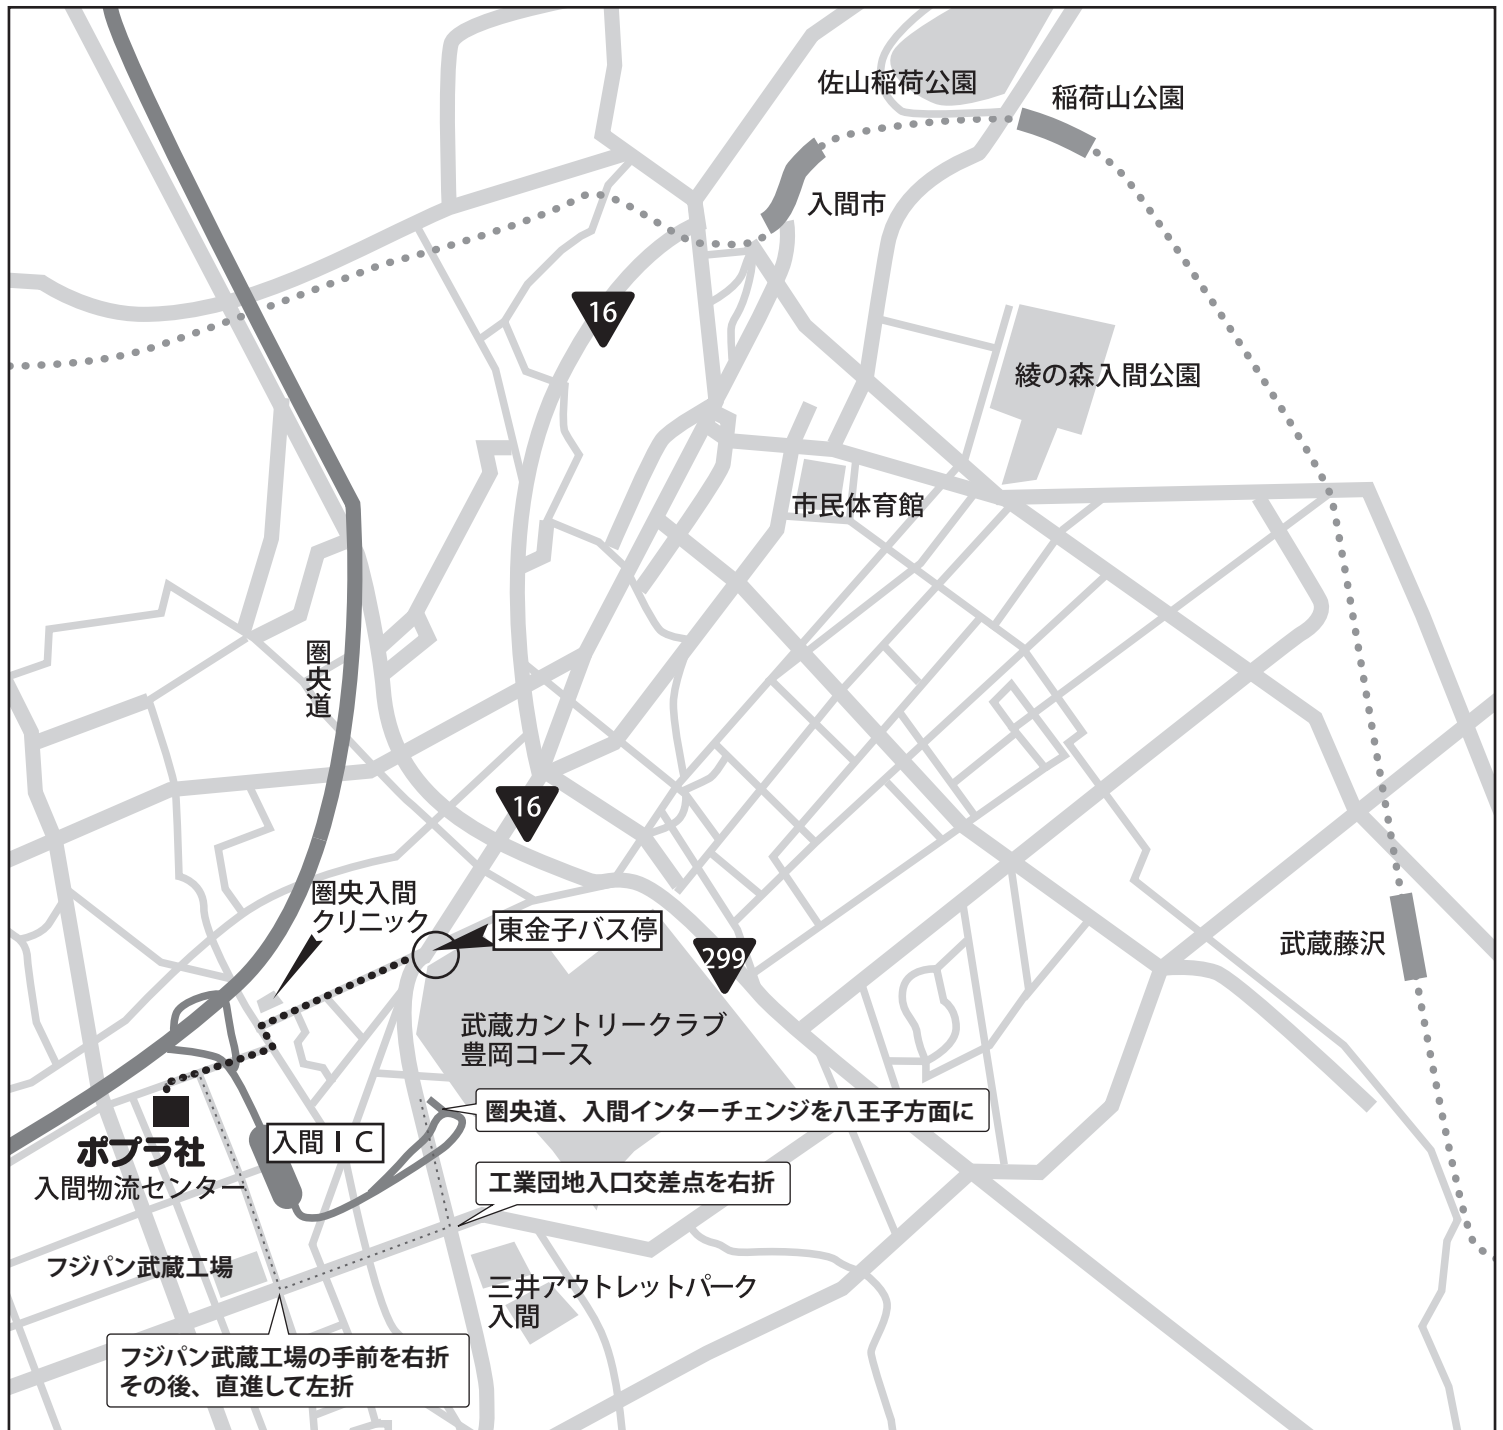 佐山稲荷公園
稲荷山公園
入間市
16
綾の森入間公園
市民体育館
圏央道
16
圏央入間
クリニック
東金子バス停
299
武蔵藤沢
武蔵カントリークラブ
豊岡コース
圏央道、入間インターチェンジを八王子方面に
入間ＩＣ
ポプラ社
入間物流センター
工業団地入口交差点を右折
フジパン武蔵工場
三井アウトレットパーク
入間
フジパン武蔵工場の手前を右折
その後、直進して左折